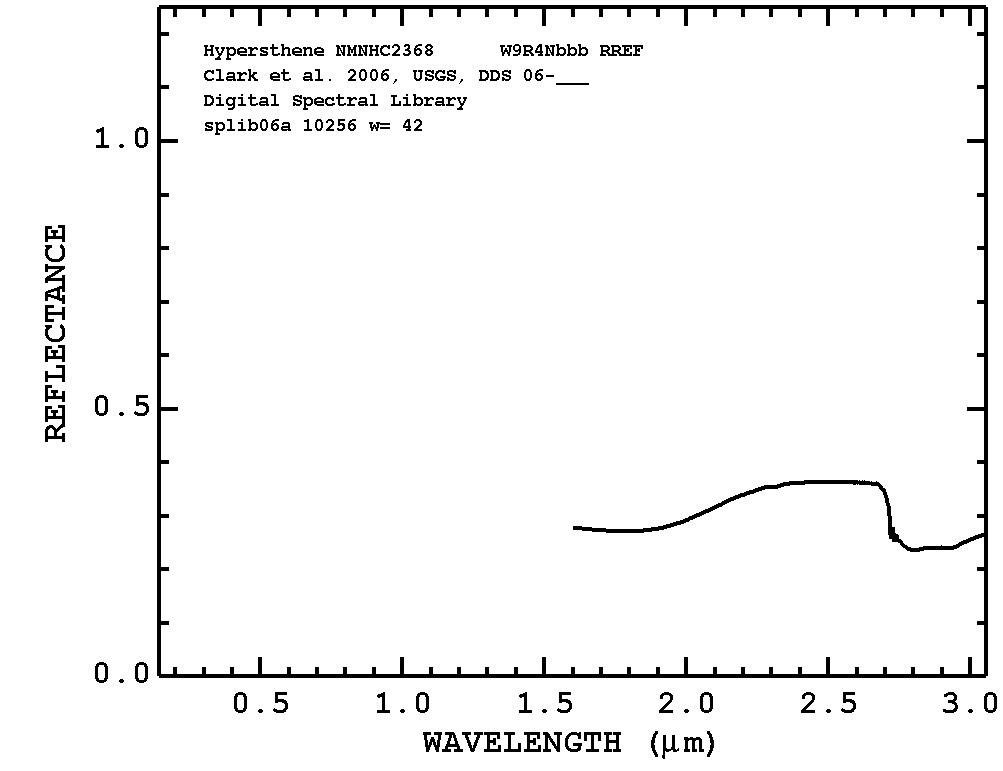 Hypersthene NMNHC2368 W9R4Nbbb RREF
Clark et al. 2006, USGS, DDS 06-___
Digital Spectral Library
splib06a 10256 w= 42
REFLECTANCE
1.0
0.5
0.0
0.5 1.0 1.5 2.0 2.5 3.0
WAVELENGTH (μm)